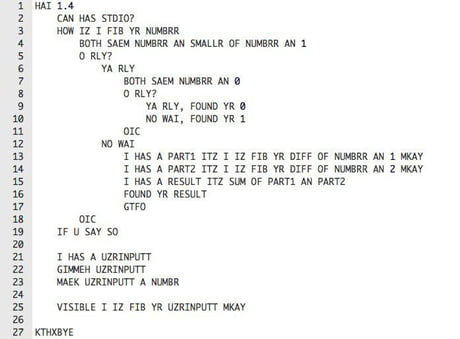 1 HAI 1.4
2 CAN HAS STDIO?
3 HOW IZ I FIB YR NUMBRR
4 BOTH SAEM NUMBRR AN SMALLR OF NUMBRR AN 1
5 O RLY?
6 YA RLY
7 BOTH SAEM NUMBRR AN 0
8 O RLY?
9 YA RLY, FOUND YR 0
10 NO WAI, FOUND YR 1
11 OIC
12 NO WAI
13 I HAS A PART1 ITZ I IZ FIB YR DIFF OF NUMBRR AN 1 MKAY
14 I HAS A PART2 ITZ I IZ FIB YR DIFF OF NUMBRR AN 2 MKAY
15 I HAS A RESULT ITZ SUM OF PART1 AN PART2
16 FOUND YR RESULT
17 GTFO
18 OIC
19 IF U SAY SO
20
21 I HAS A UZRINPUTT
22 GIMMEH UZRINPUTT
23 MAEK UZRINPUTT A NUMBR
24
25 VISIBLE I IZ FIB YR UZRINPUTT MKAY
26
27 KTHXBYE